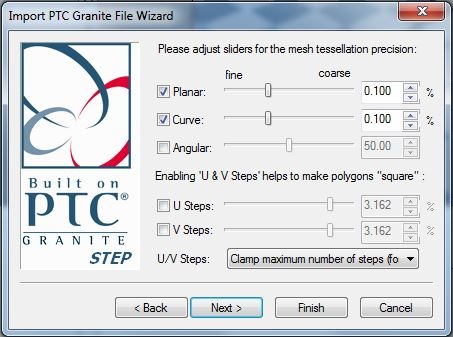 Import PTC Granite File Wizard
Please adjust sliders for the mesh tessellation precision:
fine coarse
Planar: 0.100 %
Curve: 0.100 %
Angular: 50.00
Enabling 'U & V Steps' helps to make polygons "square" :
U Steps: 3.162 %
V Steps: 3.162 %
U/V Steps: Clamp maximum number of steps (fo
Built on
PTC®
GRANITE
STEP
< Back Next > Finish Cancel